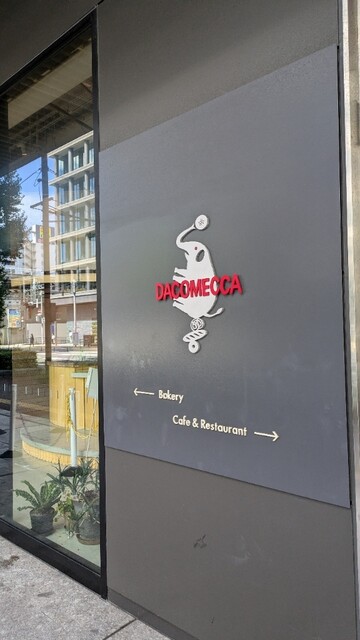 DACOMECCA
← Bakery
Cafe & Restaurant →